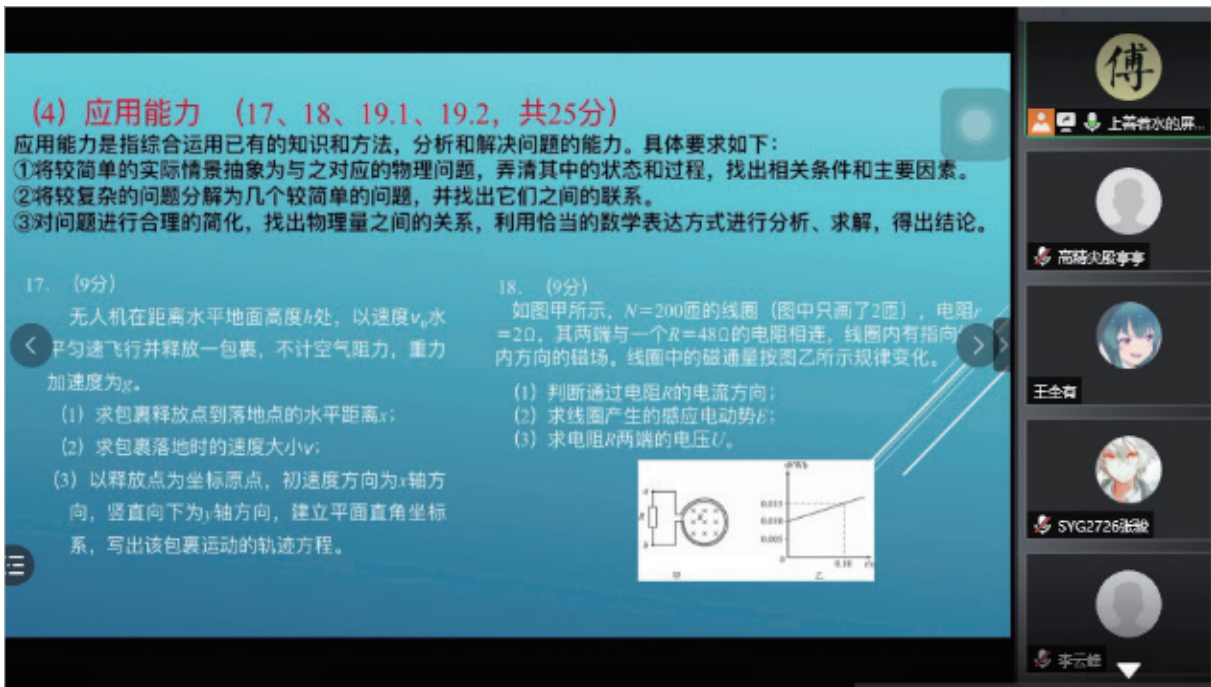 (4) 应用能力 (17、18、19.1、19.2, 共25分)
应用能力是指综合运用已有的知识和方法，分析和解决问题的能力。具体要求如下：
①将较简单的实际情景抽象为与之对应的物理问题，弄清其中的状态和过程，找出相关条件和主要因素。
②将较复杂的问题分解为几个较简单的问题，并找出它们之间的联系。
③对问题进行合理的简化，找出物理量之间的关系，利用恰当的数学表达方式进行分析、求解，得出结论。
17. (9分)
无人机在距离水平地面高度h处，以速度v₀水
平匀速飞行并释放一包裹，不计空气阻力，重力
加速度为g。
(1) 求包裹释放点到落地点的水平距离x；
(2) 求包裹落地时的速度大小v；
(3) 以释放点为坐标原点，初速度方向为x轴方
向，竖直向下为y轴方向，建立平面直角坐标
系，写出该包裹运动的轨迹方程。
18. (9分)
如图甲所示，N＝200匝的线圈（图中只画了2匝），电阻r
＝2Ω，其两端与一个R＝48Ω的电阻相连，线圈内有指向
内方向的磁场。线圈中的磁通量按图乙所示规律变化。
(1) 判断通过电阻R的电流方向；
(2) 求线圈产生的感应电动势E；
(3) 求电阻R两端的电压U。
0.015
0.010
0.005
0
0.10
甲
乙
傅
上善若水的屏...
王全有
SYG2726张骏